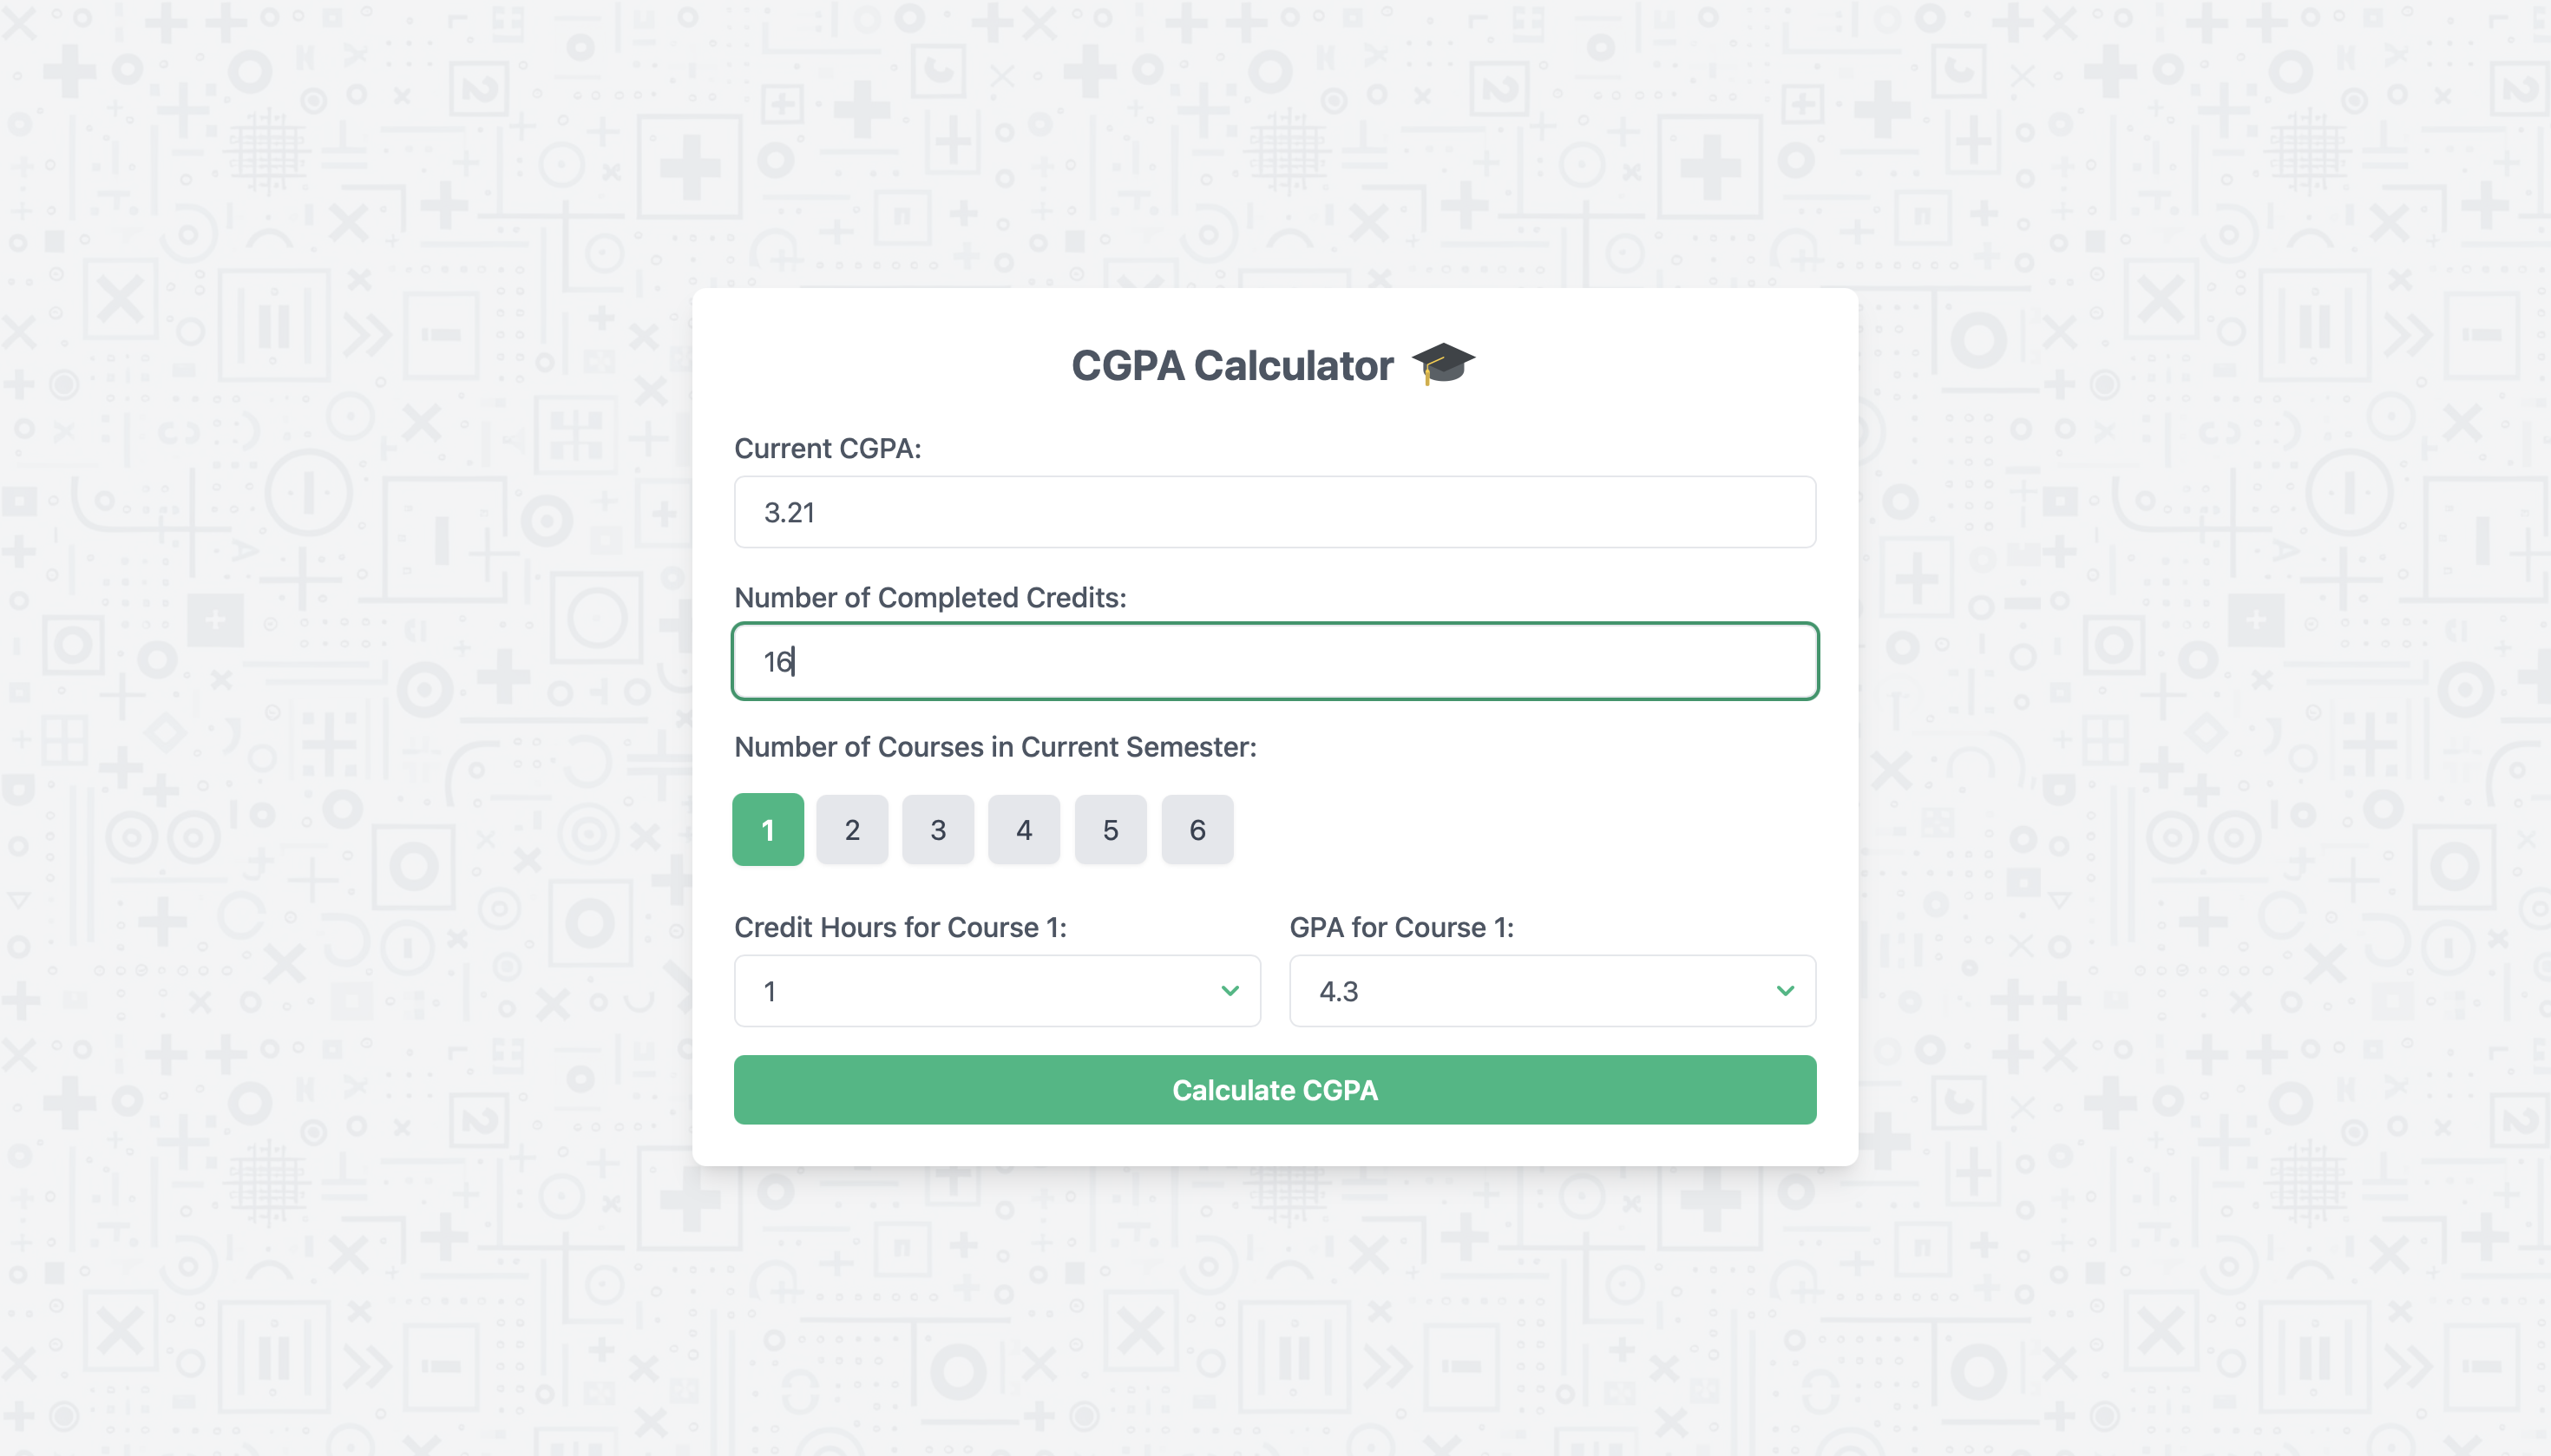 CGPA Calculator 🎓
Current CGPA:
3.21
Number of Completed Credits:
16
Number of Courses in Current Semester:
1 2 3 4 5 6
Credit Hours for Course 1: GPA for Course 1:
1 4.3
Calculate CGPA